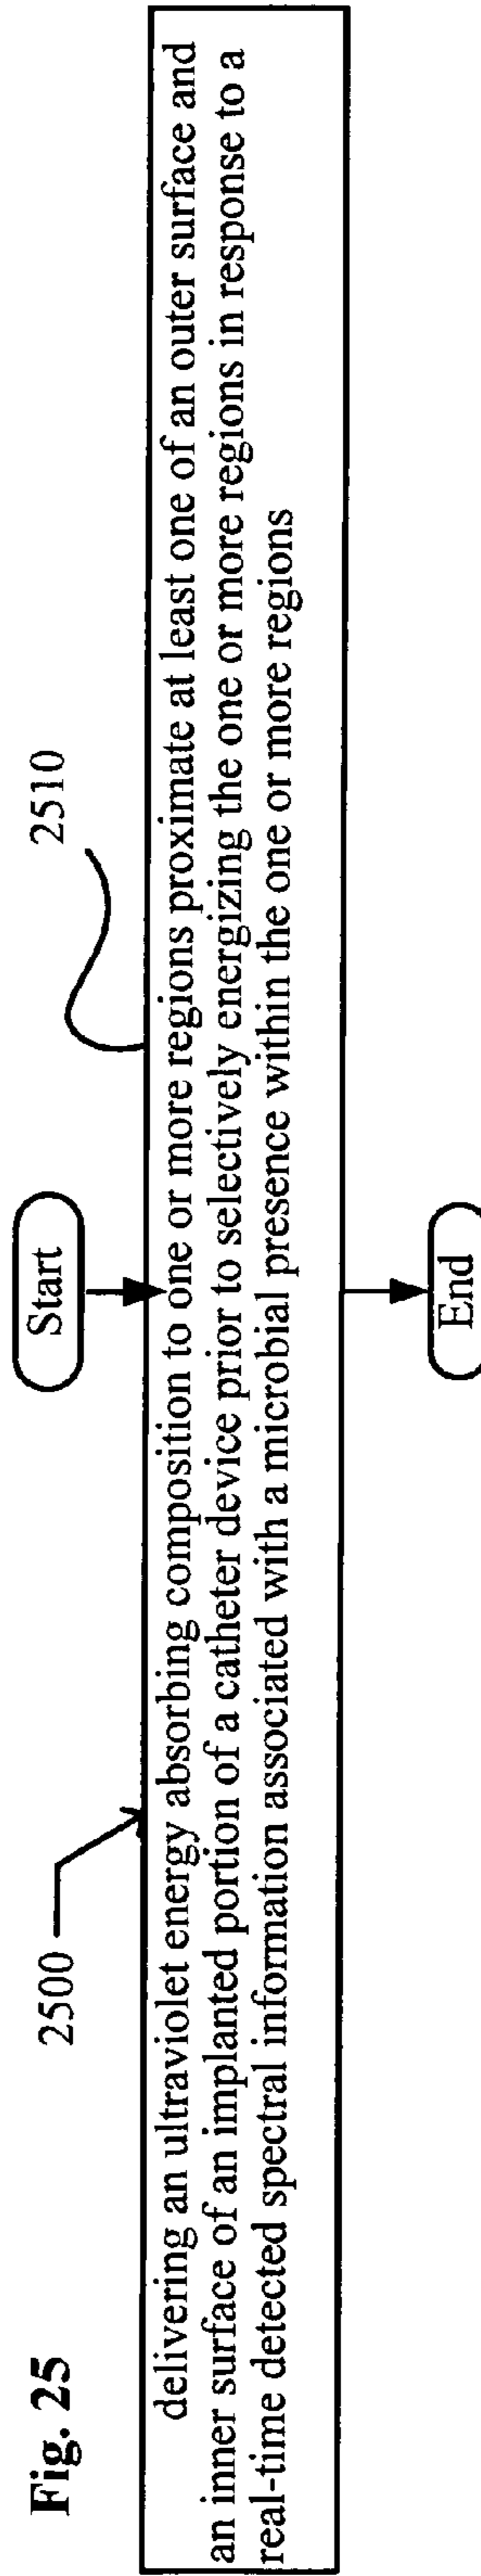 Fig. 25
2500
2510
Start
delivering an ultraviolet energy absorbing composition to one or more regions proximate at least one of an outer surface and
an inner surface of an implanted portion of a catheter device prior to selectively energizing the one or more regions in response to a
real-time detected spectral information associated with a microbial presence within the one or more regions
End